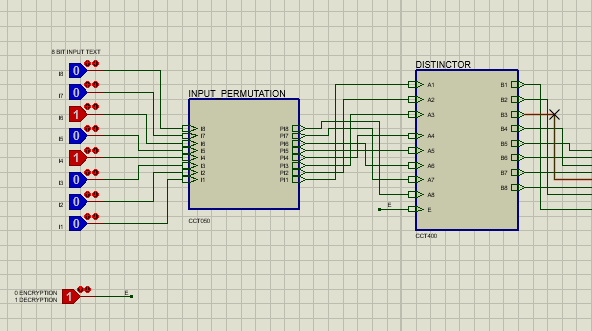 8 BIT INPUT TEXT
I8 0
I7 0
I6 1
I5 0
I4 1
I3 0
I2 0
I1 0
INPUT_PERMUTATION
I8 PI8
I7 PI7
I6 PI6
I5 PI5
I4 PI4
I3 PI3
I2 PI2
I1 PI1
CCT050
DISTINCTOR
A1 B1
A2 B2
A3 B3
A4 B4
A5 B5
A6 B6
A7 B7
A8 B8
E E
CCT400
0 ENCRYPTION
1 DECRYPTION
1 E